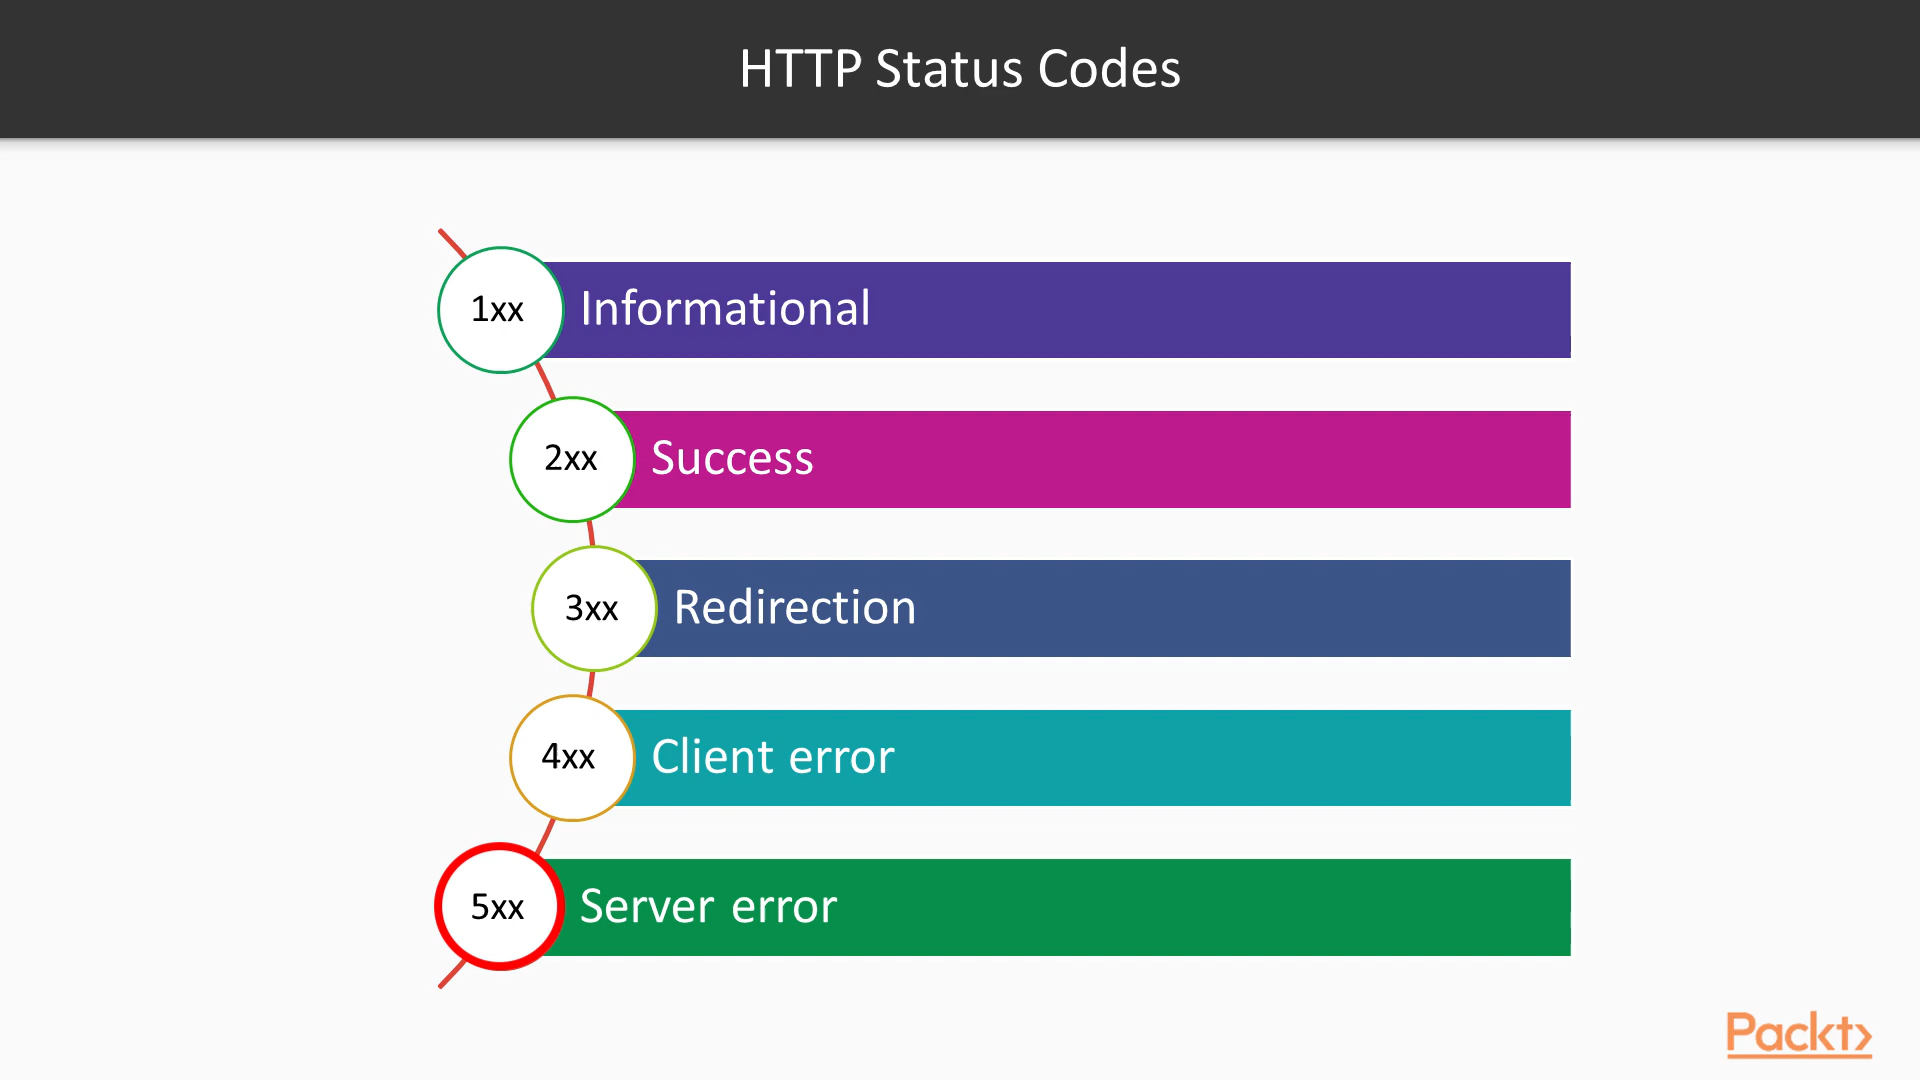 HTTP Status Codes
1xx Informational
2xx Success
3xx Redirection
4xx Client error
5xx Server error
Packt